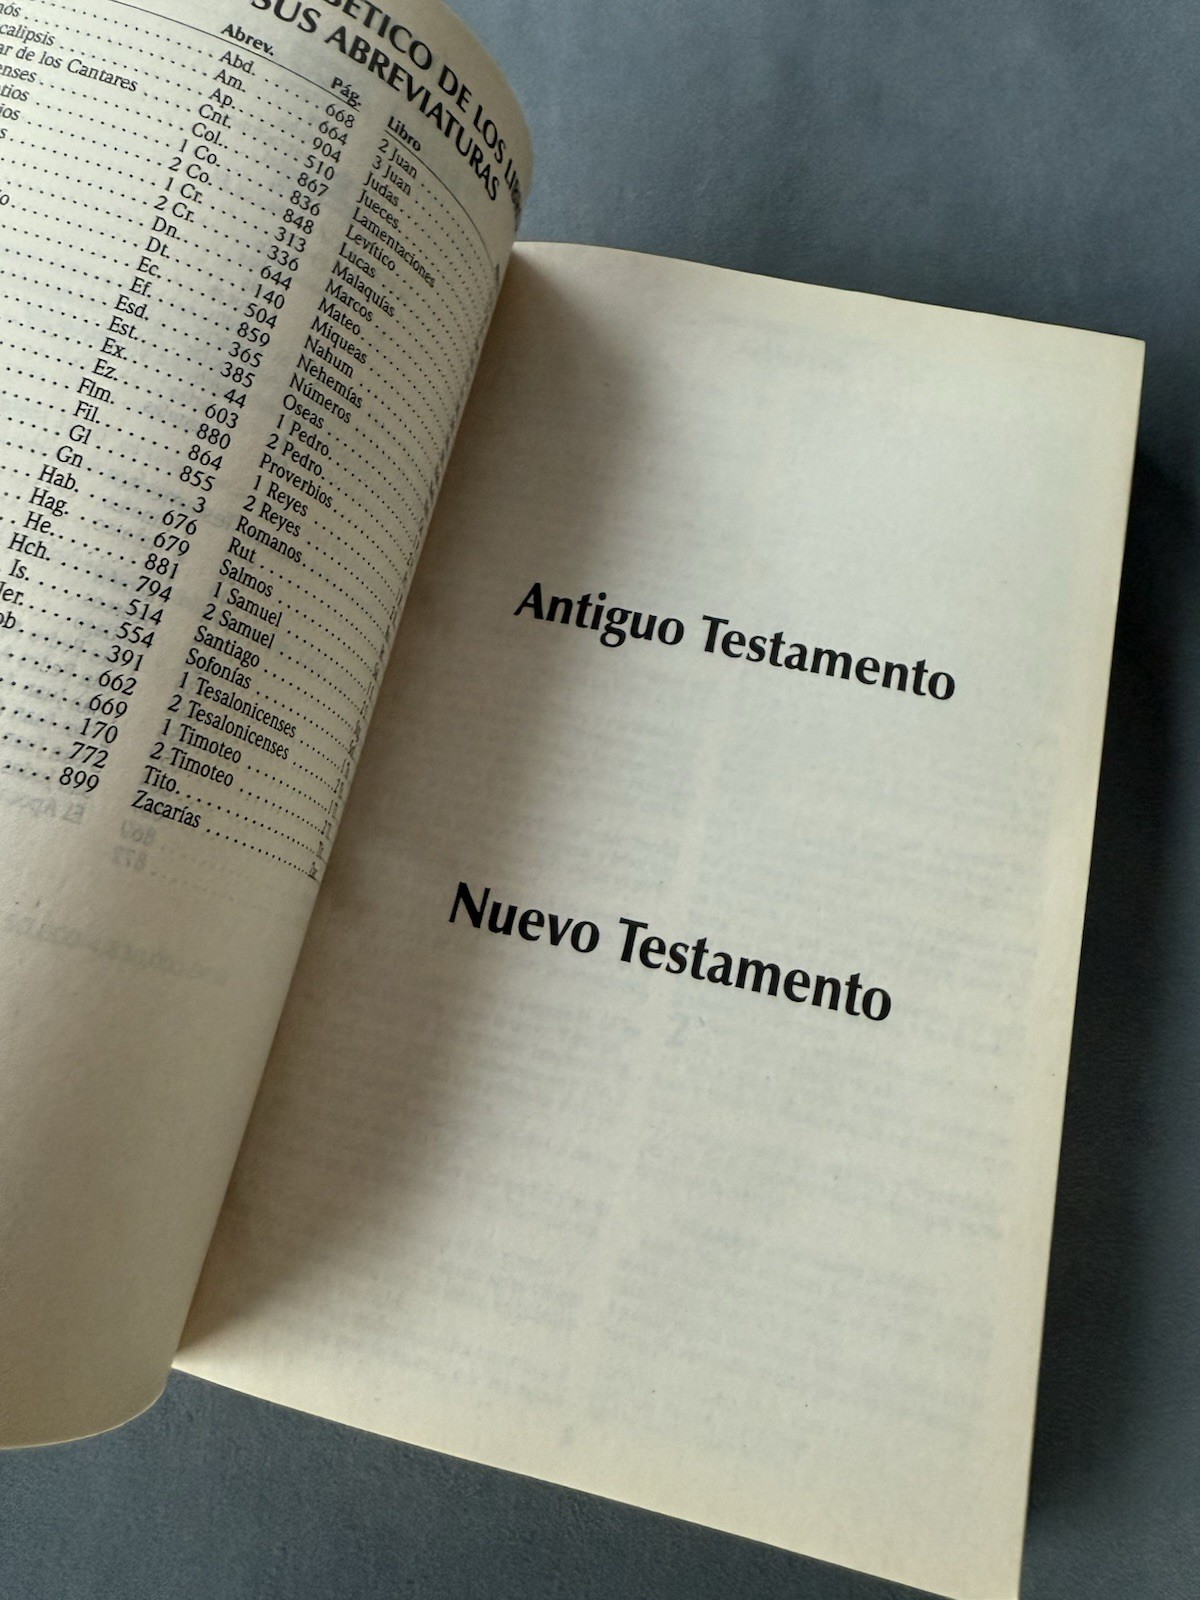 SUS ABREVIATURAS
Abrev. Pág.
Abd. 668
calipsis Am. 664
ar de los Cantares Ap. 904
Cnt. 510
Col. 867
1 Co. 836
2 Co. 848
1 Cr. 313
2 Cr. 336
Dn. 644
Dt. 140
Ec. 504
Ef. 859
Esd. 365
Est. 385
Ex. 44
Ez. 603
Flm. 880
Fil. 864
Gl 855
Gn 3
Hab. 676
Hag. 679
He. 881
Hch. 794
Is. 514
Jer. 554
391
662
669
170
772
899
Libro
2 Juan
3 Juan
Judas
Jueces
Lamentaciones
Levítico
Lucas
Malaquías
Marcos
Mateo
Miqueas
Nahum
Nehemías
Números
Oseas
1 Pedro
2 Pedro
Proverbios
1 Reyes
2 Reyes
Romanos
Rut
Salmos
1 Samuel
2 Samuel
Santiago
Sofonías
1 Tesalonicenses
2 Tesalonicenses
1 Timoteo
2 Timoteo
Tito
Zacarías
Antiguo Testamento
Nuevo Testamento